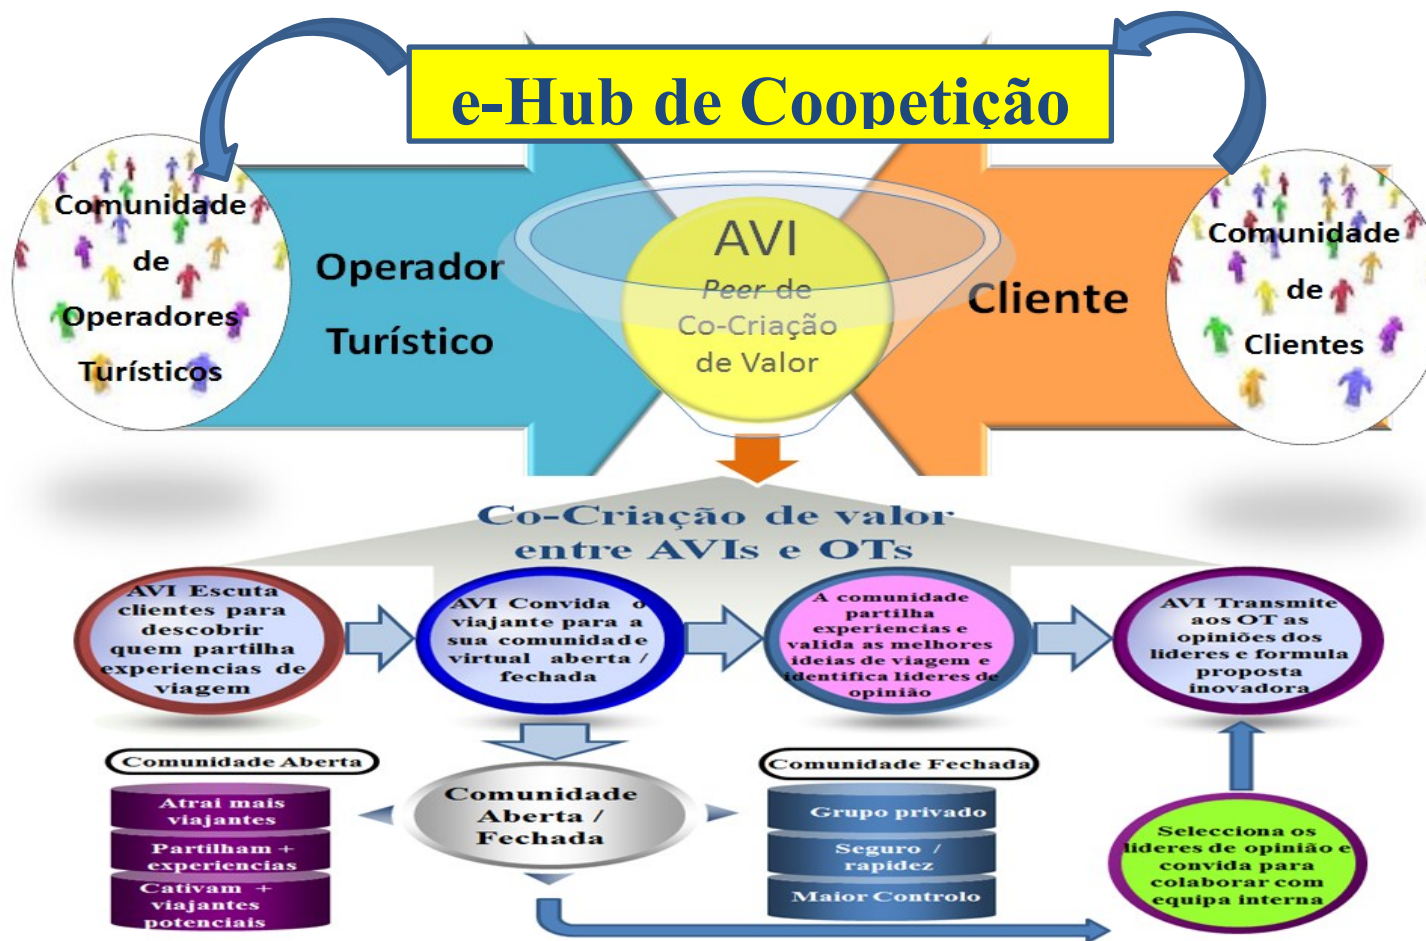 e-Hub de Coopetição
Comunidade
de
Operadores
Turísticos
Operador
Turístico
AVI
Peer de
Co-Criação
de Valor
Cliente
Comunidade
de
Clientes
Co-Criação de valor
entre AVIs e OTs
AVI Escuta
clientes para
descobrir
quem partilha
experiencias de
viagem
AVI Convida o
viajante para a
sua comunidade
virtual aberta /
fechada
A comunidade
partilha
experiencias e
valida as melhores
ideias de viagem e
identifica lideres de
opinião
AVI Transmite
aos OT as
opiniões dos
lideres e formula
proposta
inovadora
Comunidade Aberta
Atrai mais
viajantes
Partilham +
experiencias
Cativam +
viajantes
potenciais
Comunidade
Aberta /
Fechada
Comunidade Fechada
Grupo privado
Seguro /
rapidez
Maior Controlo
Selecciona os
lideres de opinião e
convida para
colaborar com
equipa interna